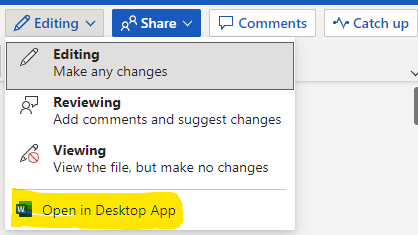 Editing Share Comments Catch up
Editing
Make any changes
Reviewing
Add comments and suggest changes
Viewing
View the file, but make no changes
Open in Desktop App